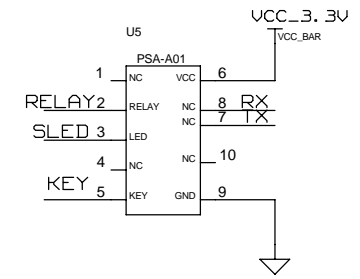 VCC_3.3V
VCC_BAR
U5
PSA-A01
1 NC VCC 6
RELAY 2 RELAY NC 8 RX
NC 7 TX
SLED 3 LED
4 NC NC 10
KEY 5 KEY GND 9